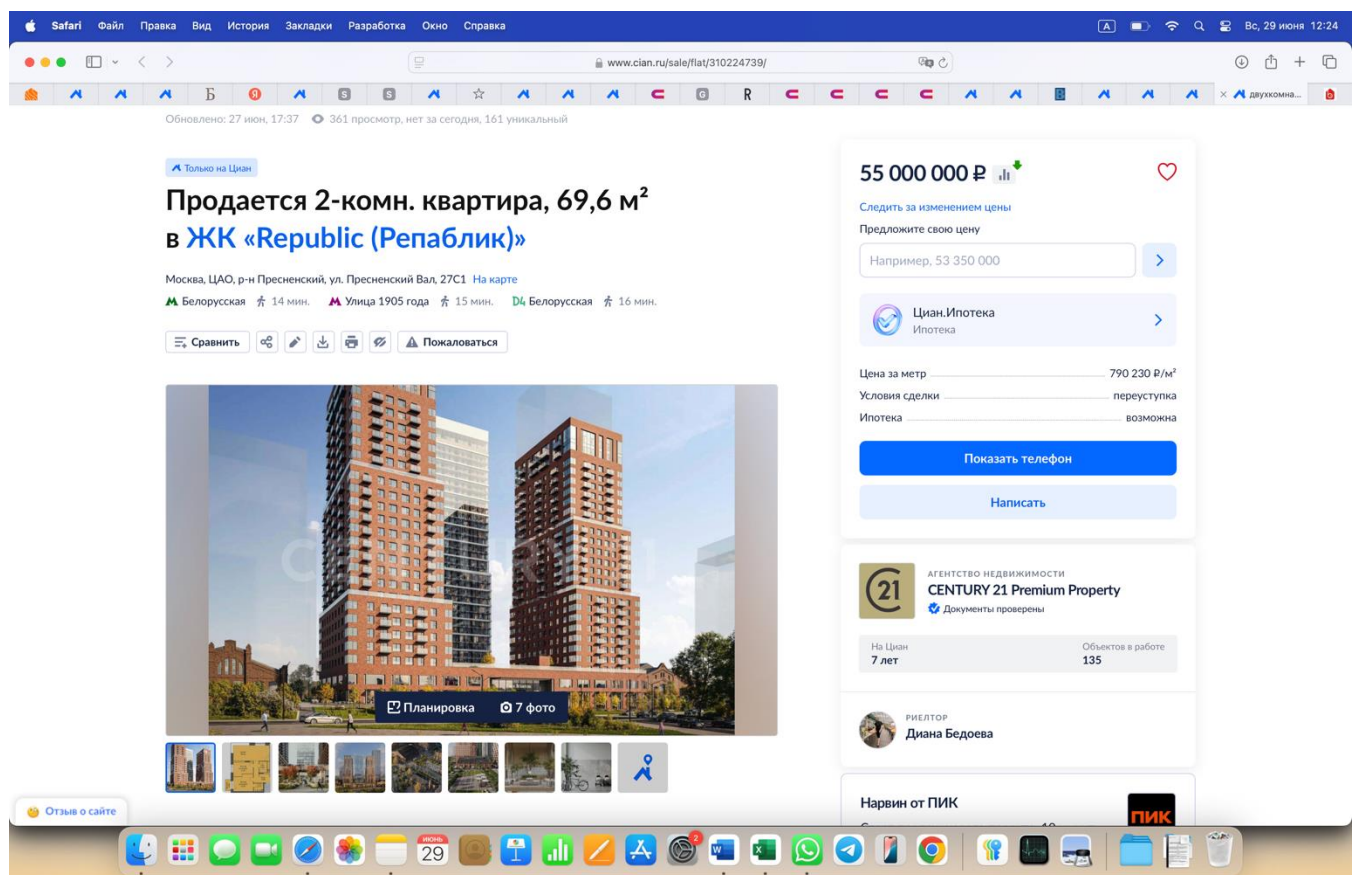 Safari Файл Правка Вид История Закладки Разработка Окно Справка
A Вс, 29 июня 12:24
www.cian.ru/sale/flat/310224739/
Б Я S S G R B двухкомна...
Обновлено: 27 июн, 17:37 361 просмотр, нет за сегодня, 161 уникальный
Только на Циан
Продается 2-комн. квартира, 69,6 м²
в ЖК «Republic (Репаблик)»
Москва, ЦАО, р-н Пресненский, ул. Пресненский Вал, 27С1 На карте
Белорусская 14 мин. Улица 1905 года 15 мин. D4 Белорусская 16 мин.
Сравнить Пожаловаться
CENTURY 21
Планировка 7 фото
55 000 000 ₽
Следить за изменением цены
Предложите свою цену
Например, 53 350 000
Циан.Ипотека
Ипотека
Цена за метр 790 230 ₽/м²
Условия сделки переуступка
Ипотека возможна
Показать телефон
Написать
21
АГЕНТСТВО НЕДВИЖИМОСТИ
CENTURY 21 Premium Property
Документы проверены
На Циан Объектов в работе
7 лет 135
РИЕЛТОР
Диана Бедоева
Нарвин от ПИК
ПИК
Отзыв о сайте
ИЮНЬ
29
2
W
X